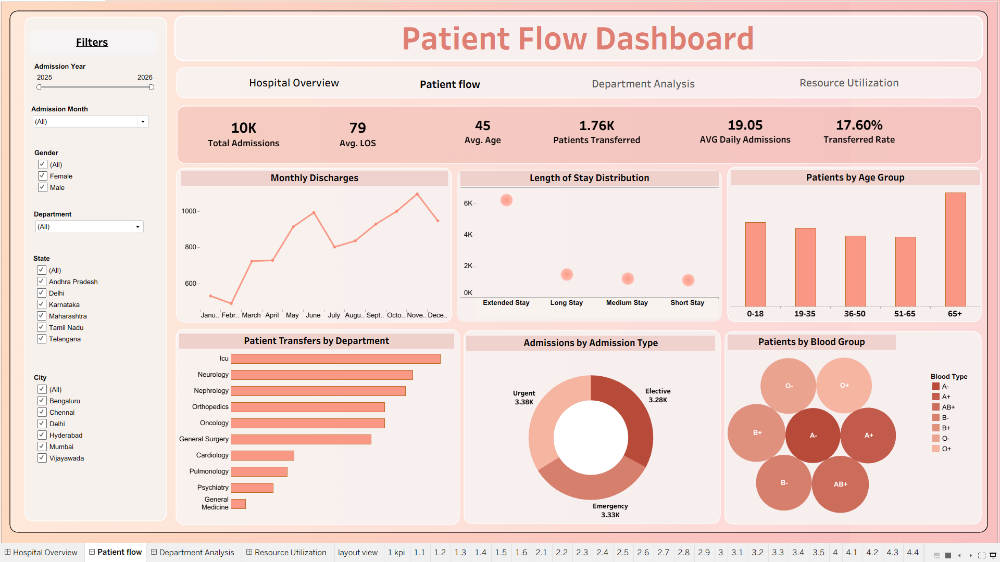 Patient Flow Dashboard
Filters
Admission Year
2025 2026
Admission Month
(All)
Gender
(All)
Female
Male
Department
(All)
State
(All)
Andhra Pradesh
Delhi
Karnataka
Maharashtra
Tamil Nadu
Telangana
City
(All)
Bengaluru
Chennai
Delhi
Hyderabad
Mumbai
Vijayawada
Hospital Overview Patient flow Department Analysis Resource Utilization
10K 79 45 1.76K 19.05 17.60%
Total Admissions Avg. LOS Avg. Age Patients Transferred AVG Daily Admissions Transferred Rate
Monthly Discharges
1000
800
600
Janu.. Febr.. March April May June July Augu.. Sept.. Octo.. Nove.. Dece..
Length of Stay Distribution
6K
4K
2K
0K
Extended Stay Long Stay Medium Stay Short Stay
Patients by Age Group
0-18 19-35 36-50 51-65 65+
Patient Transfers by Department
Icu
Neurology
Nephrology
Orthopedics
Oncology
General Surgery
Cardiology
Pulmonology
Psychiatry
General
Medicine
Admissions by Admission Type
Urgent
3.38K
Elective
3.28K
Emergency
3.33K
Patients by Blood Group
O- O+
B+ A- A+
B- AB+
Blood Type
A-
A+
AB+
B-
B+
O-
O+
Hospital Overview Patient flow Department Analysis Resource Utilization layout view 1 kpi 1.1 1.2 1.3 1.4 1.5 1.6 2.1 2.2 2.3 2.4 2.5 2.6 2.7 2.8 2.9 3 3.1 3.2 3.3 3.4 3.5 4 4.1 4.2 4.3 4.4